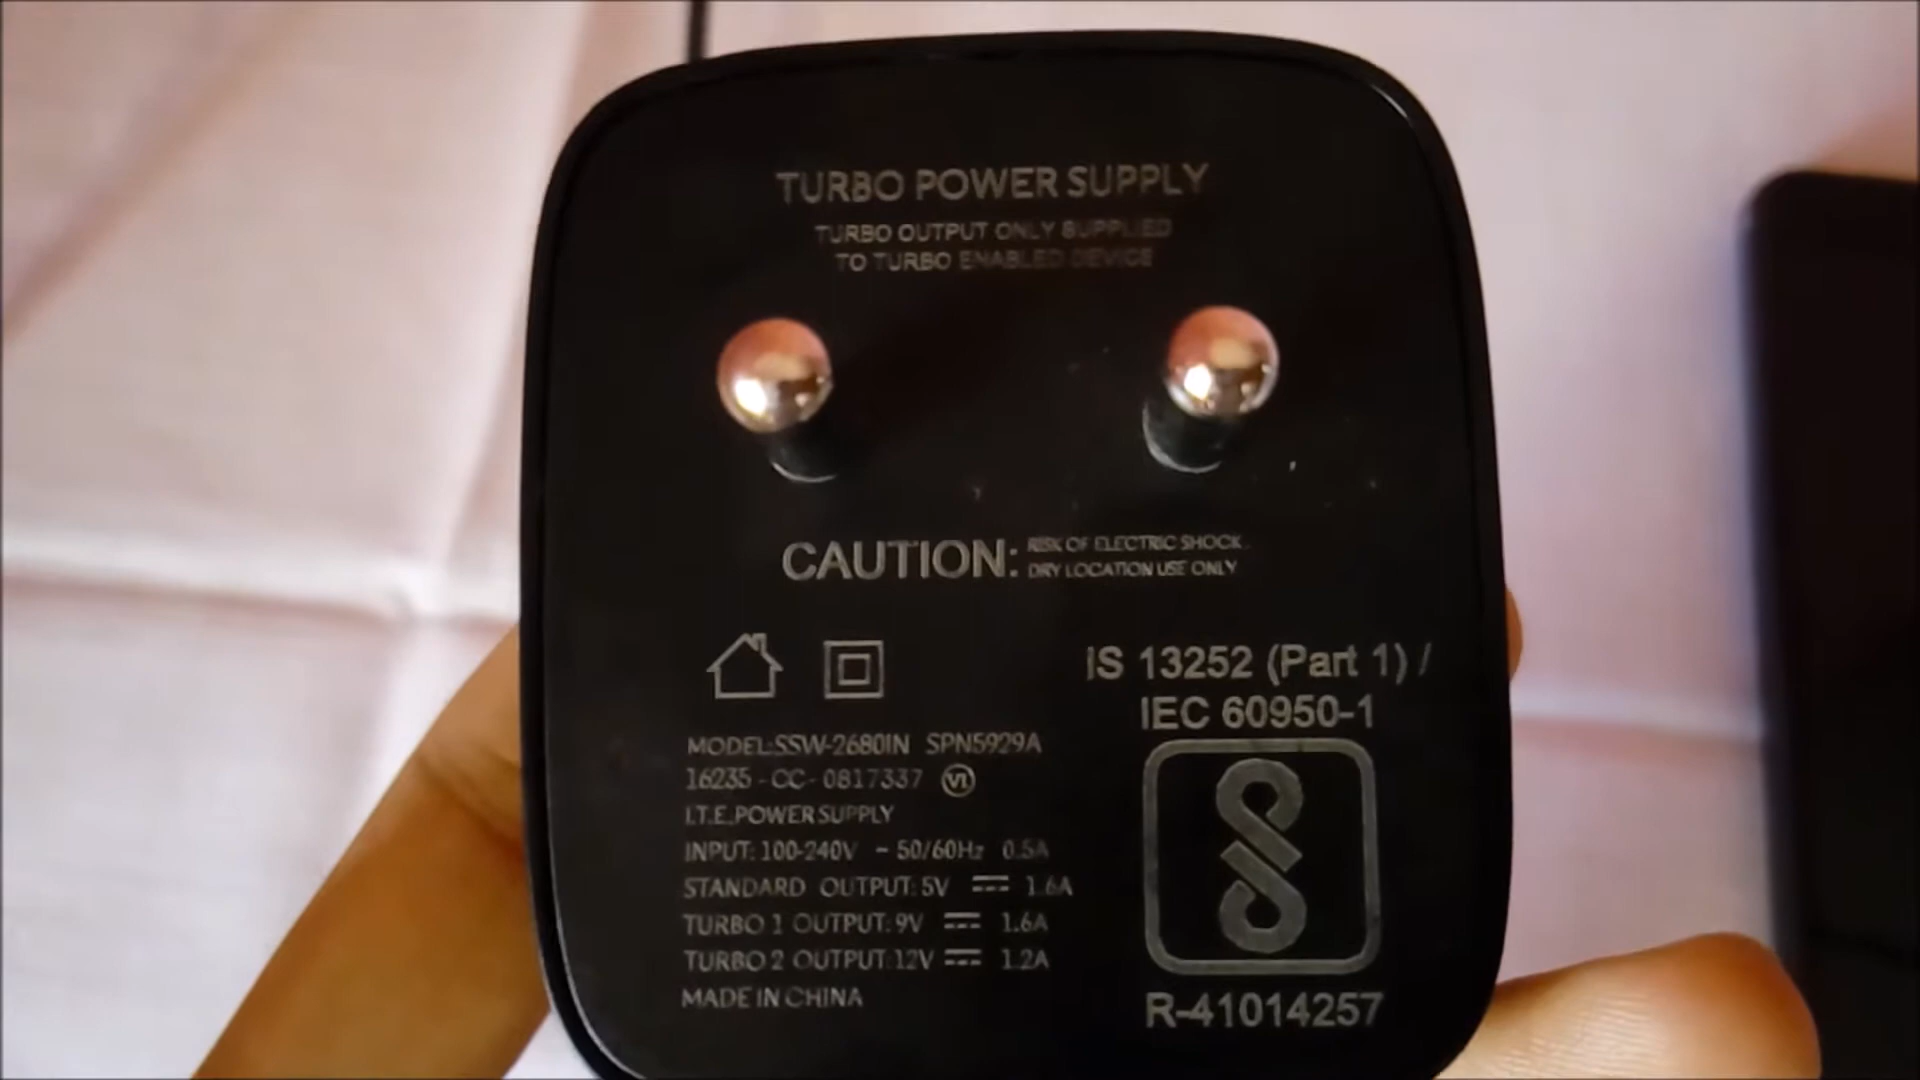 TURBO POWER SUPPLY
TURBO OUTPUT ONLY SUPPLIED
TO TURBO ENABLED DEVICE
CAUTION: RISK OF ELECTRIC SHOCK.
DRY LOCATION USE ONLY
IS 13252 (Part 1) /
IEC 60950-1
MODEL:SSW-2680IN SPN5929A
16235-CC-0817337 VI
I.T.E.POWER SUPPLY
INPUT: 100-240V ~ 50/60Hz 0.5A
STANDARD OUTPUT: 5V ⎓ 1.6A
TURBO 1 OUTPUT: 9V ⎓ 1.6A
TURBO 2 OUTPUT: 12V ⎓ 1.2A
MADE IN CHINA
R-41014257